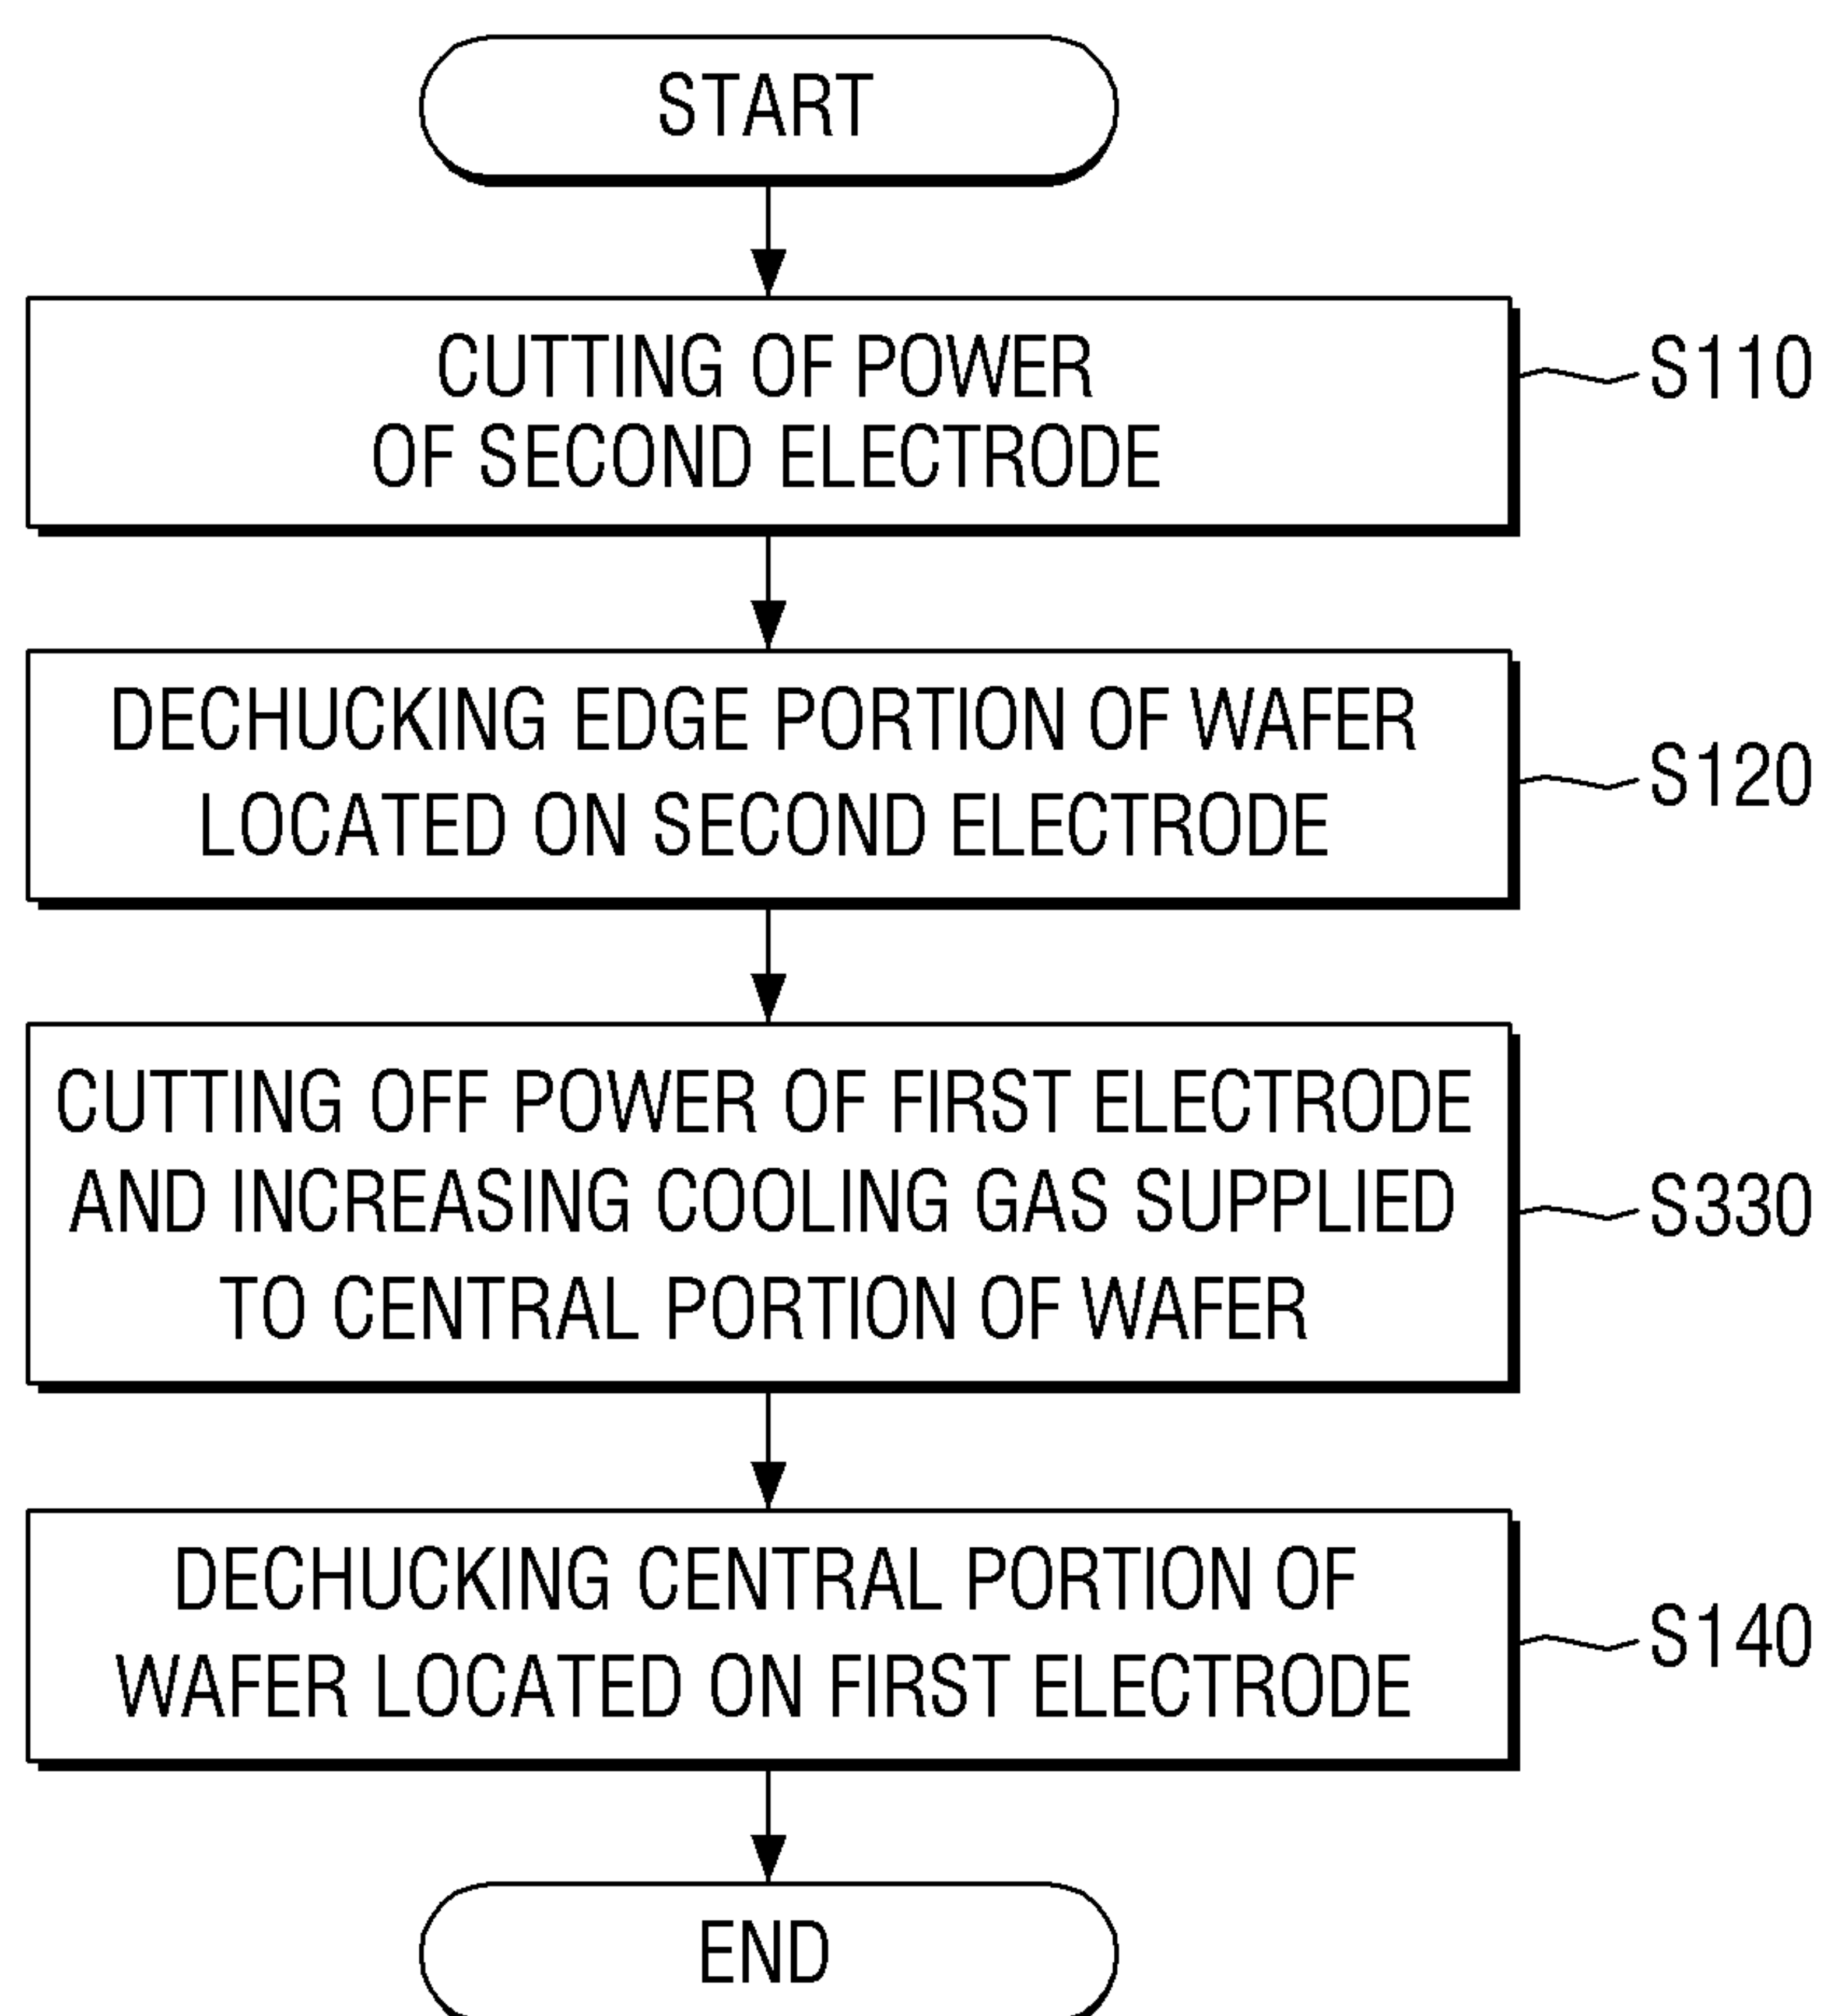 START
CUTTING OF POWER
OF SECOND ELECTRODE
S110
DECHUCKING EDGE PORTION OF WAFER
LOCATED ON SECOND ELECTRODE
S120
CUTTING OFF POWER OF FIRST ELECTRODE
AND INCREASING COOLING GAS SUPPLIED
TO CENTRAL PORTION OF WAFER
S330
DECHUCKING CENTRAL PORTION OF
WAFER LOCATED ON FIRST ELECTRODE
S140
END